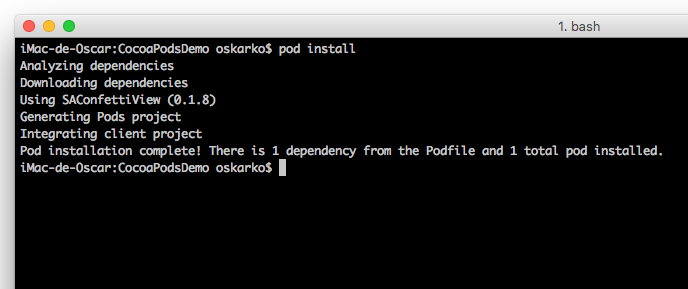 1. bash
iMac-de-Oscar:CocoaPodsDemo oskarko$ pod install
Analyzing dependencies
Downloading dependencies
Using SAConfettiView (0.1.8)
Generating Pods project
Integrating client project
Pod installation complete! There is 1 dependency from the Podfile and 1 total pod installed.
iMac-de-Oscar:CocoaPodsDemo oskarko$